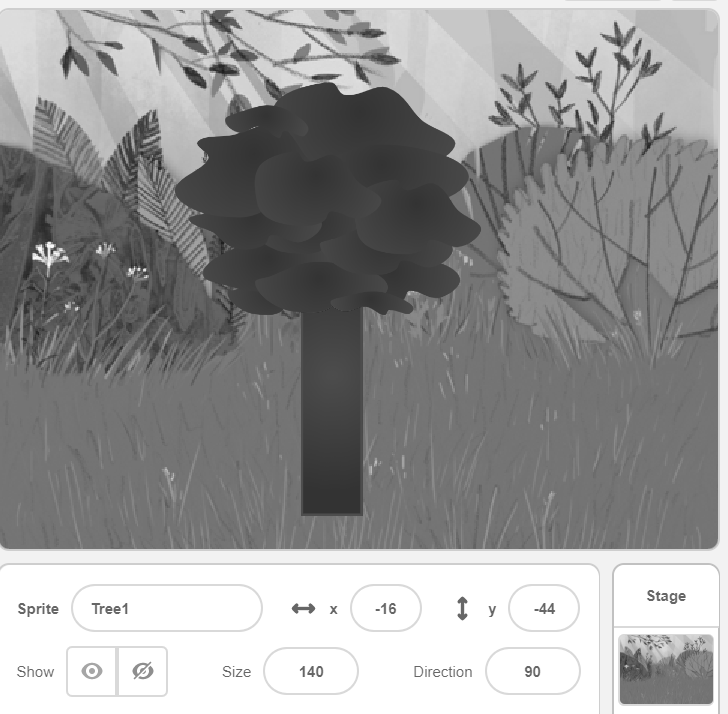 Sprite Tree1 x -16 y -44
Stage
Show Size 140 Direction 90